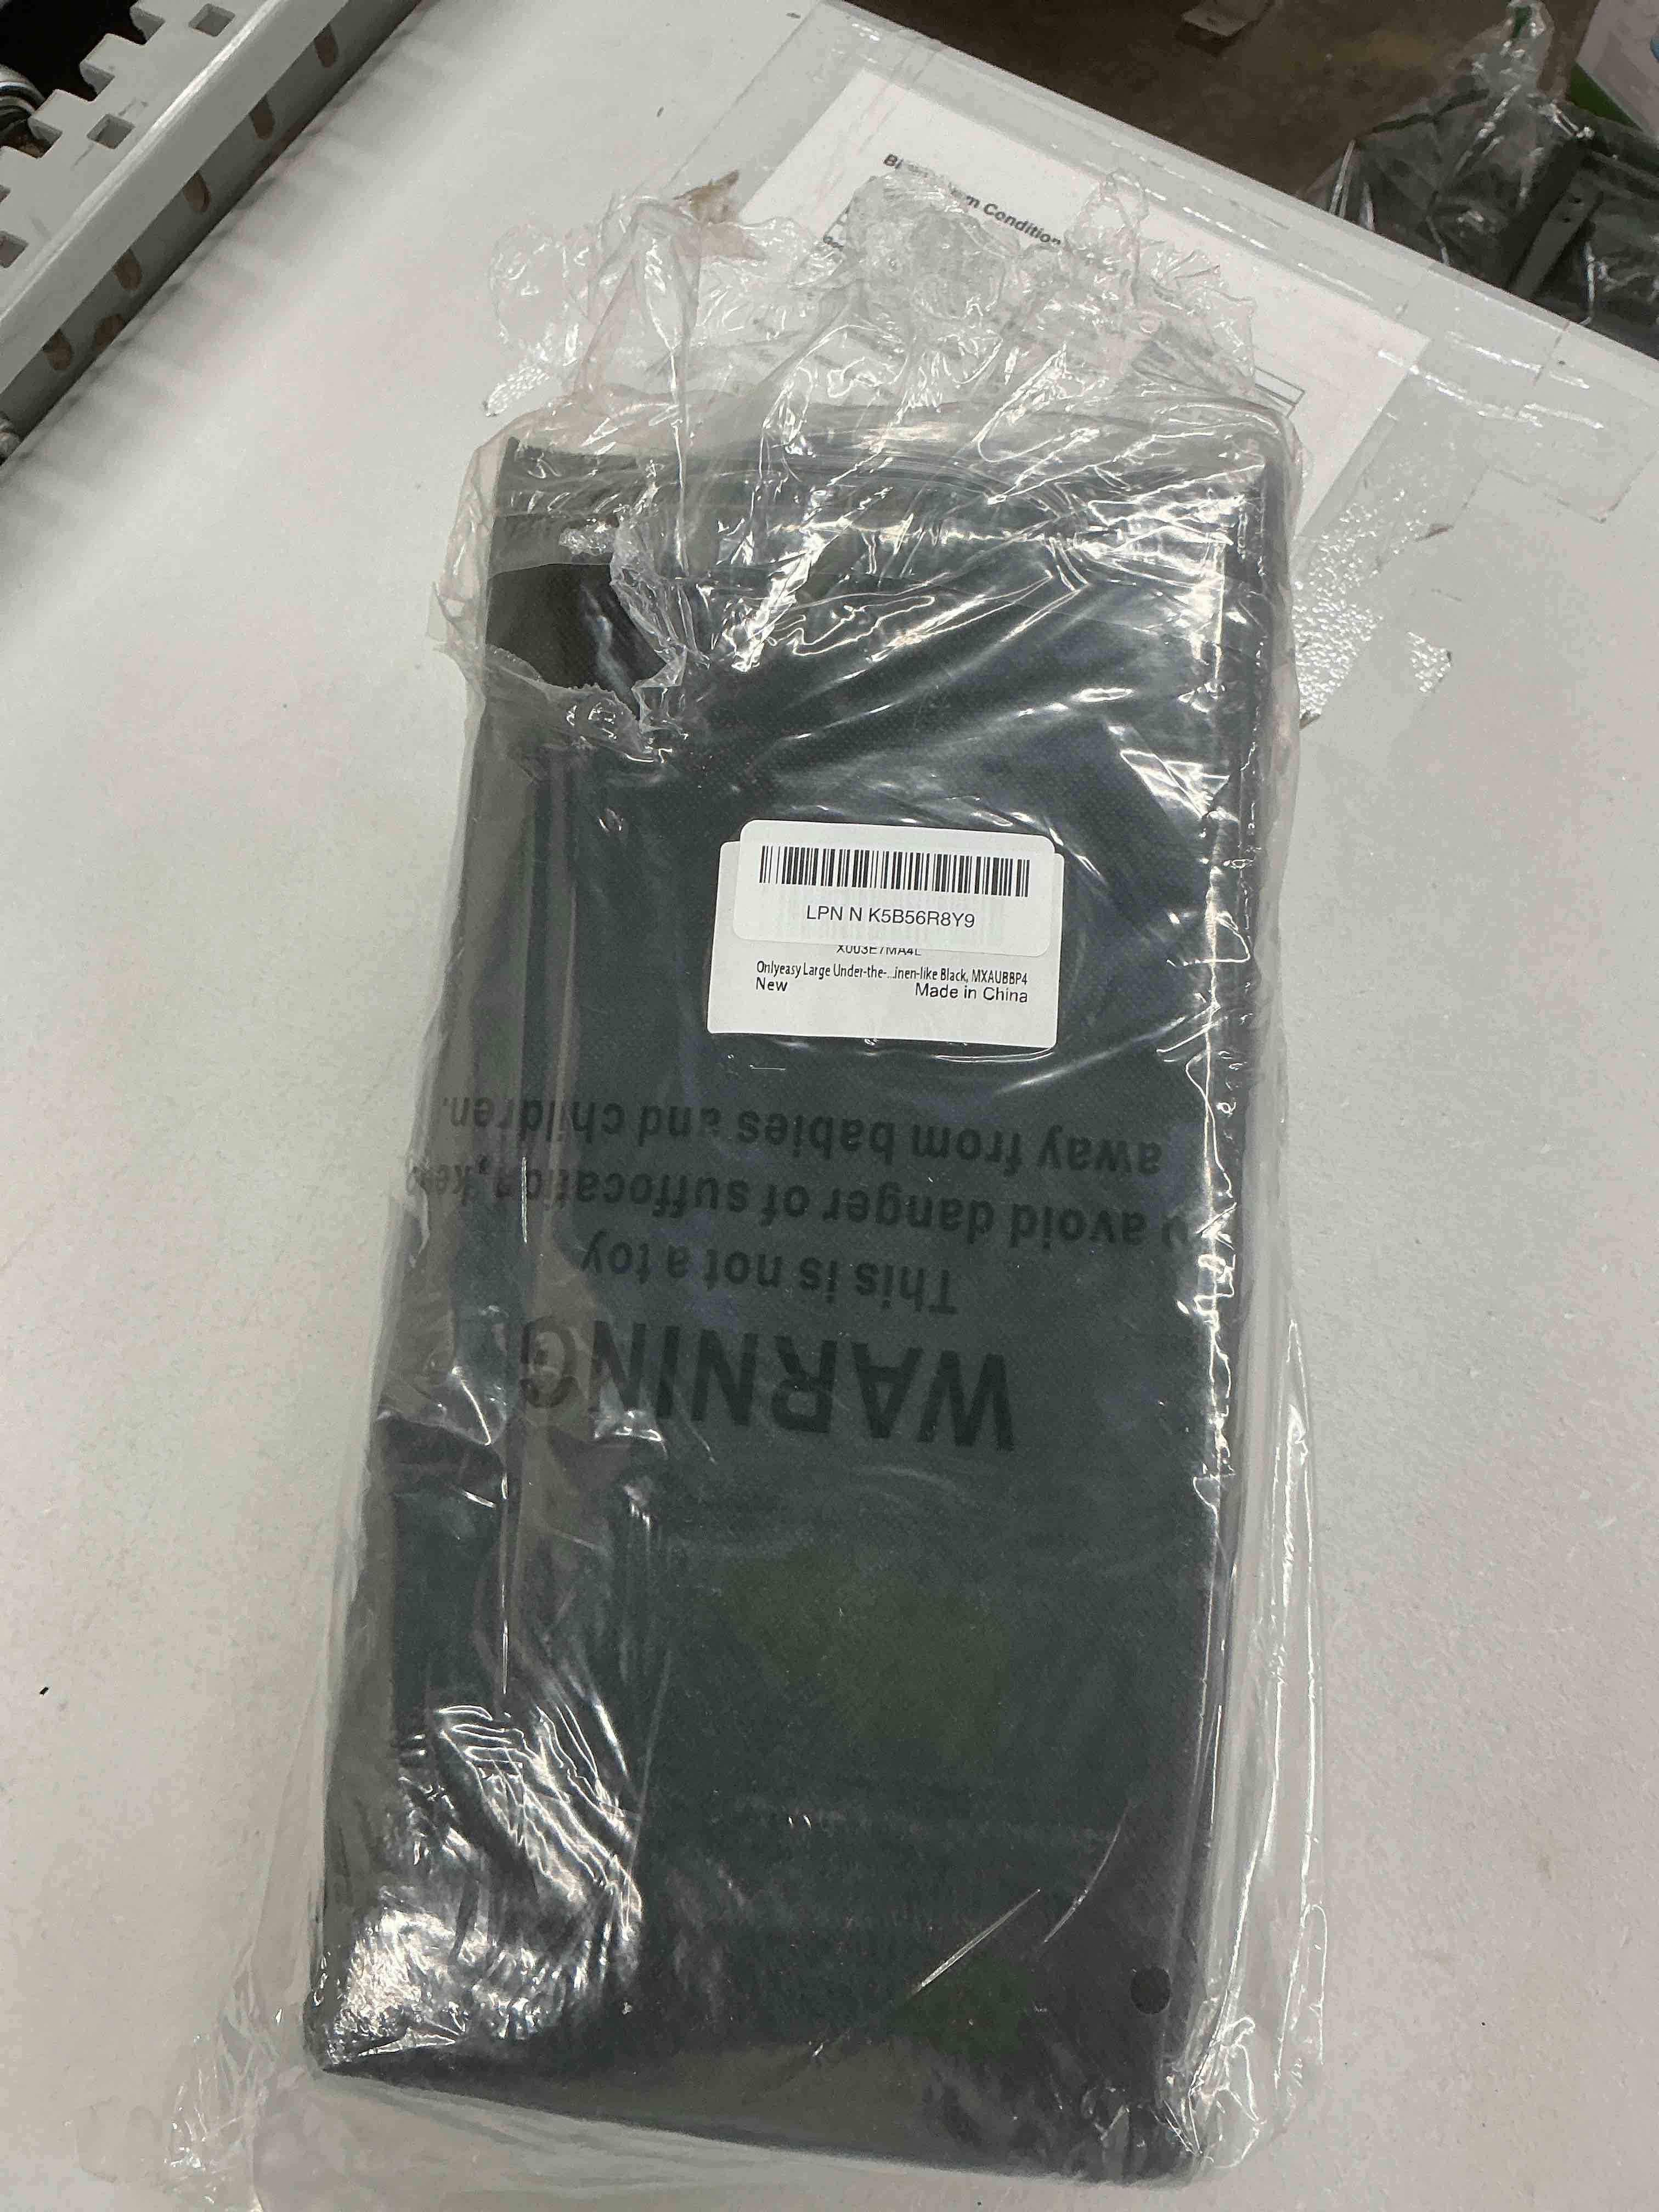 m Condition
LPN N K5B56R8Y9
X003E7MA4L
Onlyeasy Large Under-the-...inen-like Black, MXAUBBP4
New Made in China
WARNING
This is not a toy
avoid danger of suffocation,
away from babies and children.